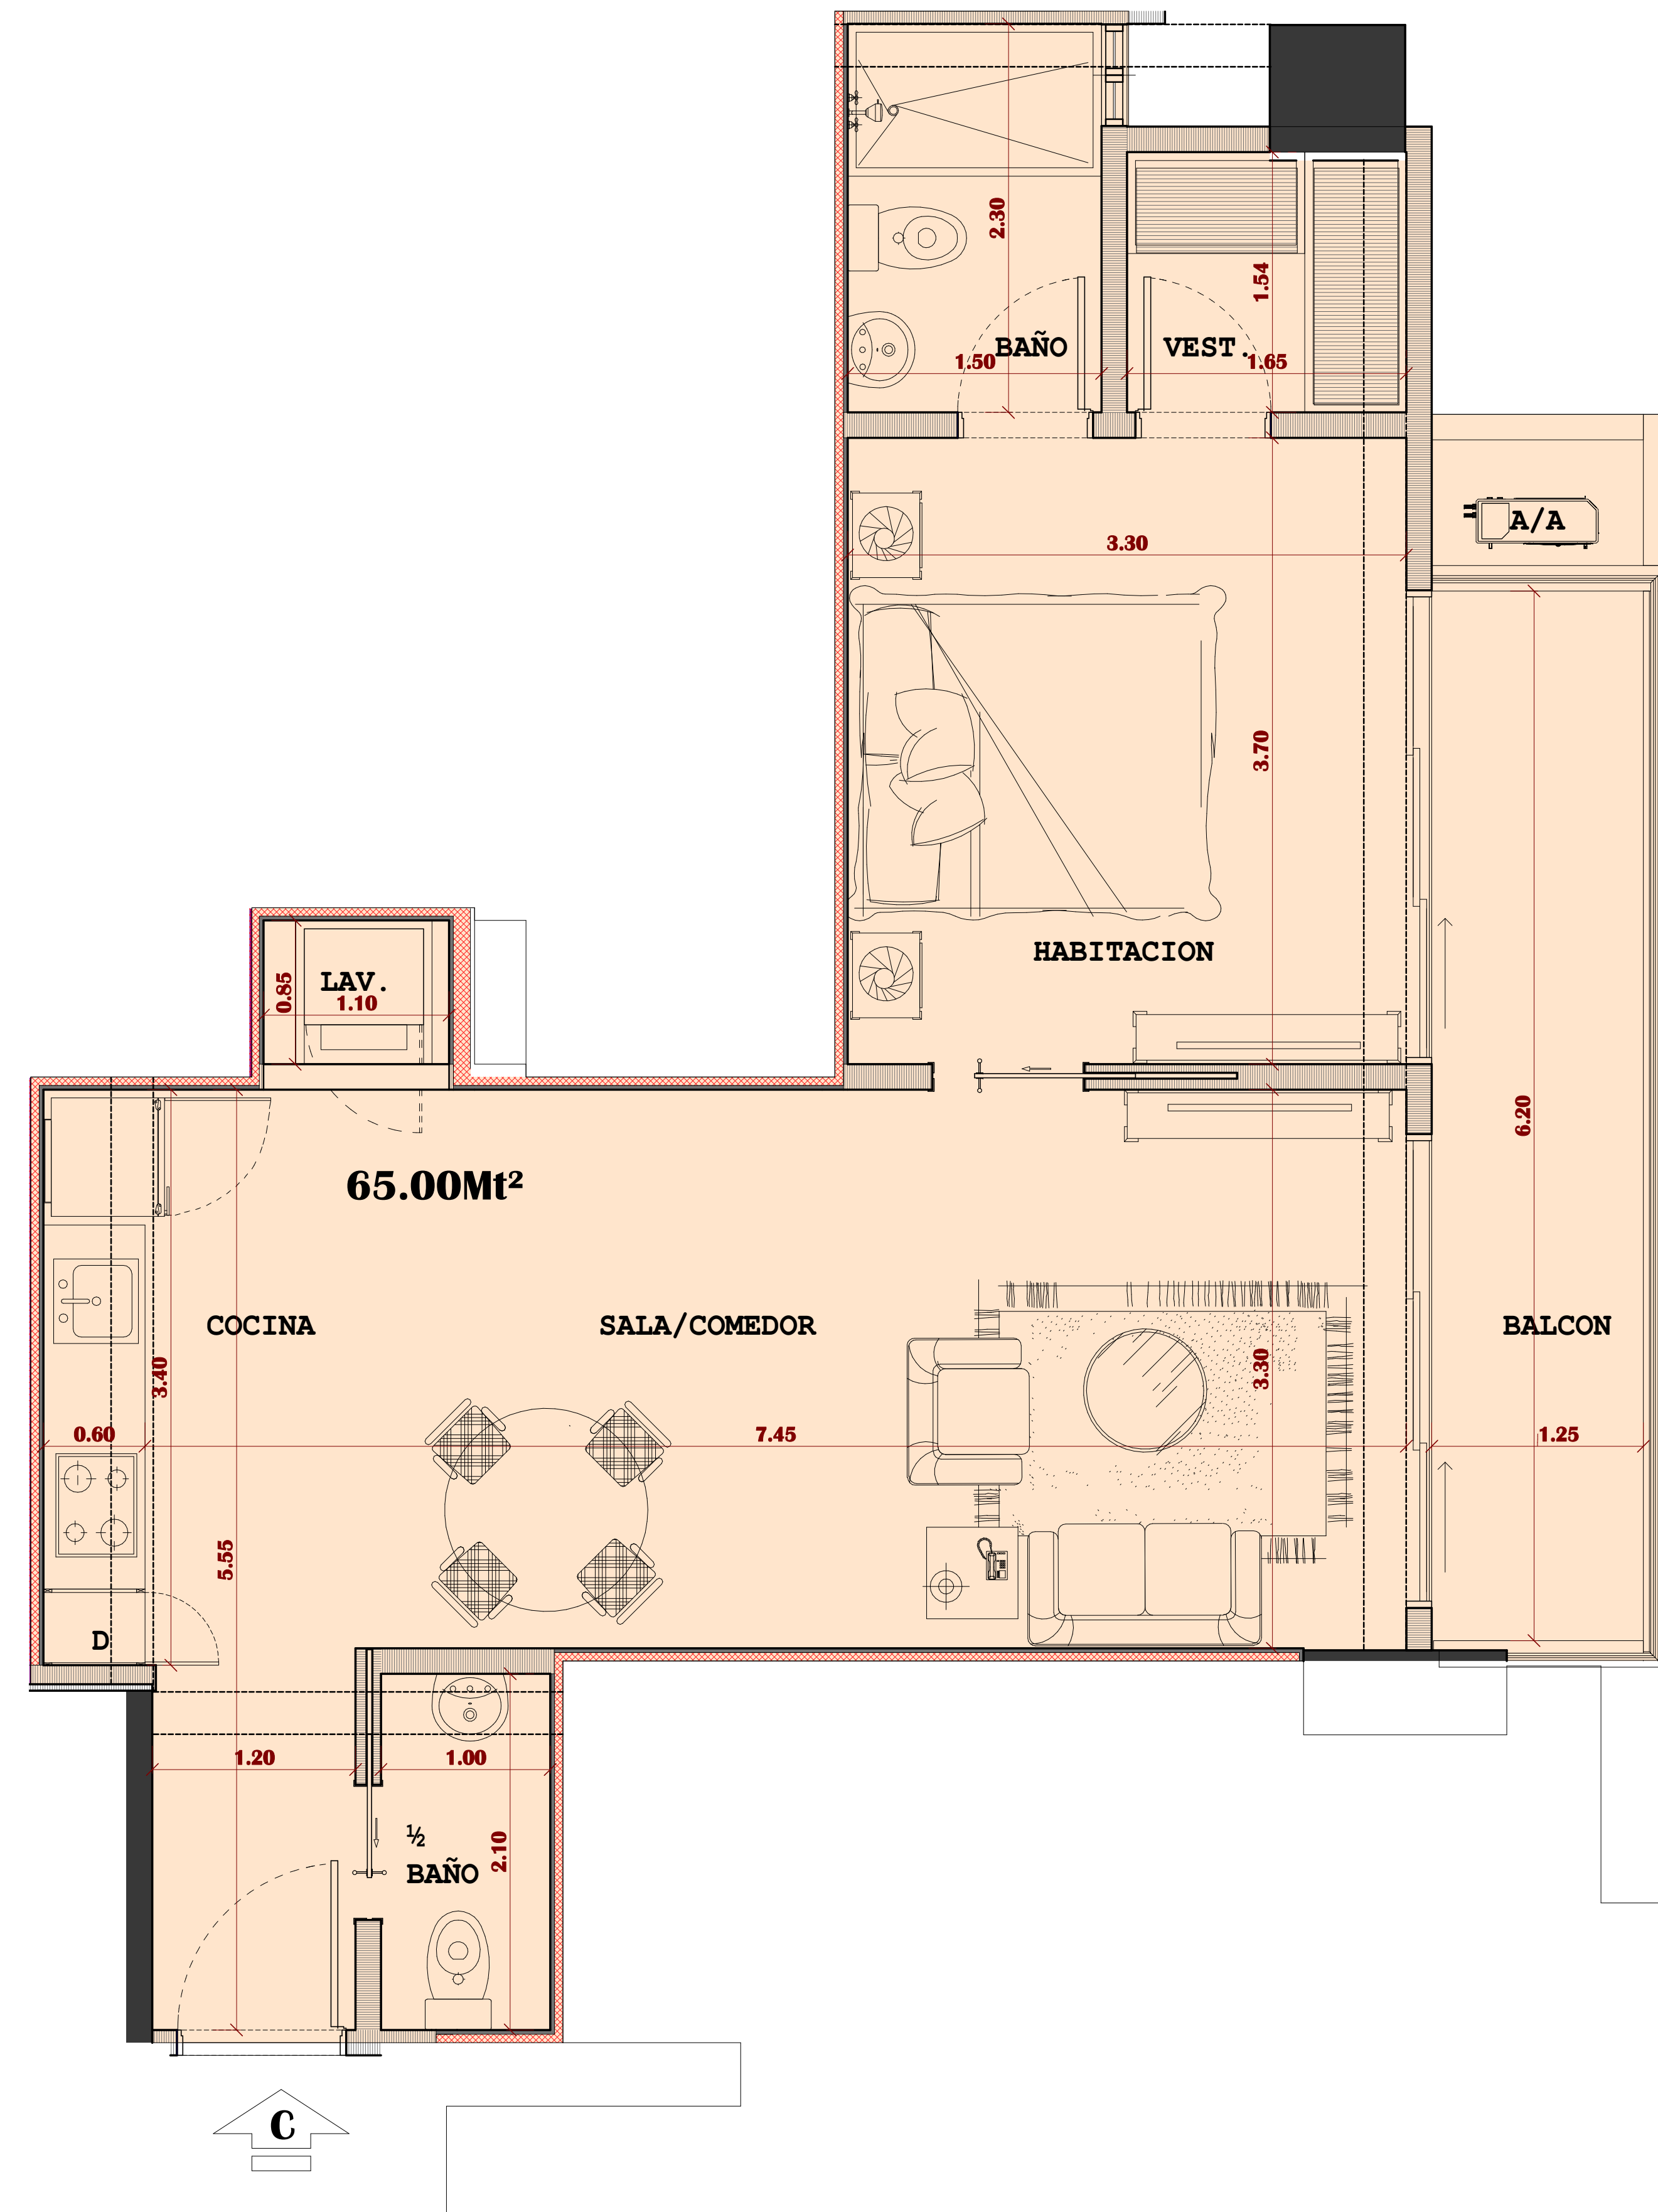 2.30
1.54
BAÑO
VEST.
1.50
1.65
A/A
3.30
3.70
HABITACION
LAV.
0.85
1.10
65.00Mt²
6.20
COCINA
SALA/COMEDOR
BALCON
3.40
3.30
0.60
7.45
1.25
5.55
D
1.20
1.00
½
BAÑO
2.10
C